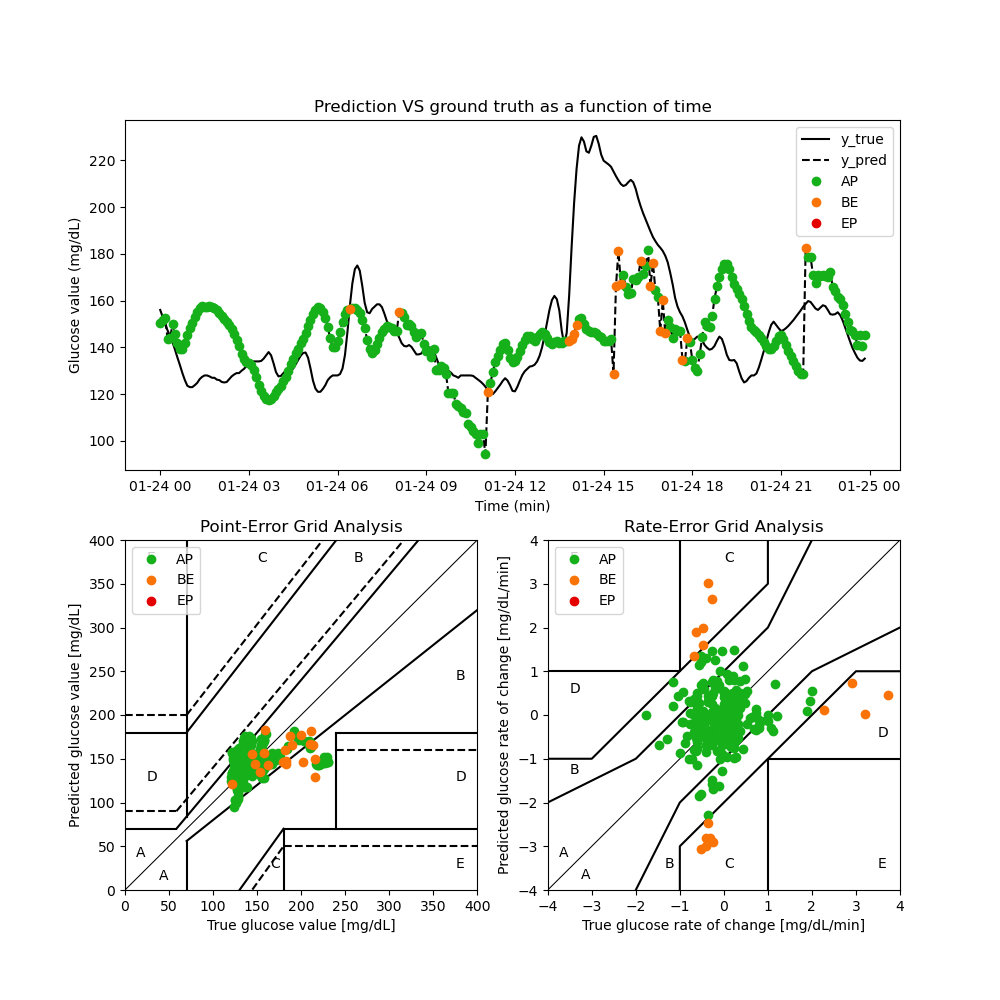 Prediction VS ground truth as a function of time
Glucose value (mg/dL)
220
200
180
160
140
120
100
y_true
y_pred
AP
BE
EP
01-24 00 01-24 03 01-24 06 01-24 09 01-24 12 01-24 15 01-24 18 01-24 21 01-25 00
Time (min)
Point-Error Grid Analysis
Predicted glucose value [mg/dL]
400
350
300
250
200
150
100
50
0
AP
BE
EP
C
B
B
D
D
A
A
C
E
0 50 100 150 200 250 300 350 400
True glucose value [mg/dL]
Rate-Error Grid Analysis
Predicted glucose rate of change [mg/dL/min]
4
3
2
1
0
−1
−2
−3
−4
AP
BE
EP
C
D
D
B
A
A
B
C
E
−4 −3 −2 −1 0 1 2 3 4
True glucose rate of change [mg/dL/min]